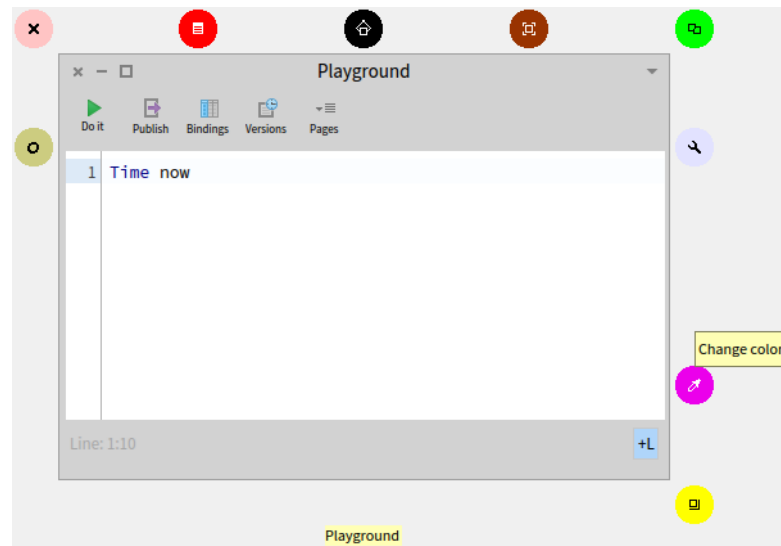 Playground
Do it Publish Bindings Versions Pages
1 Time now
Change color
Line: 1:10 +L
Playground